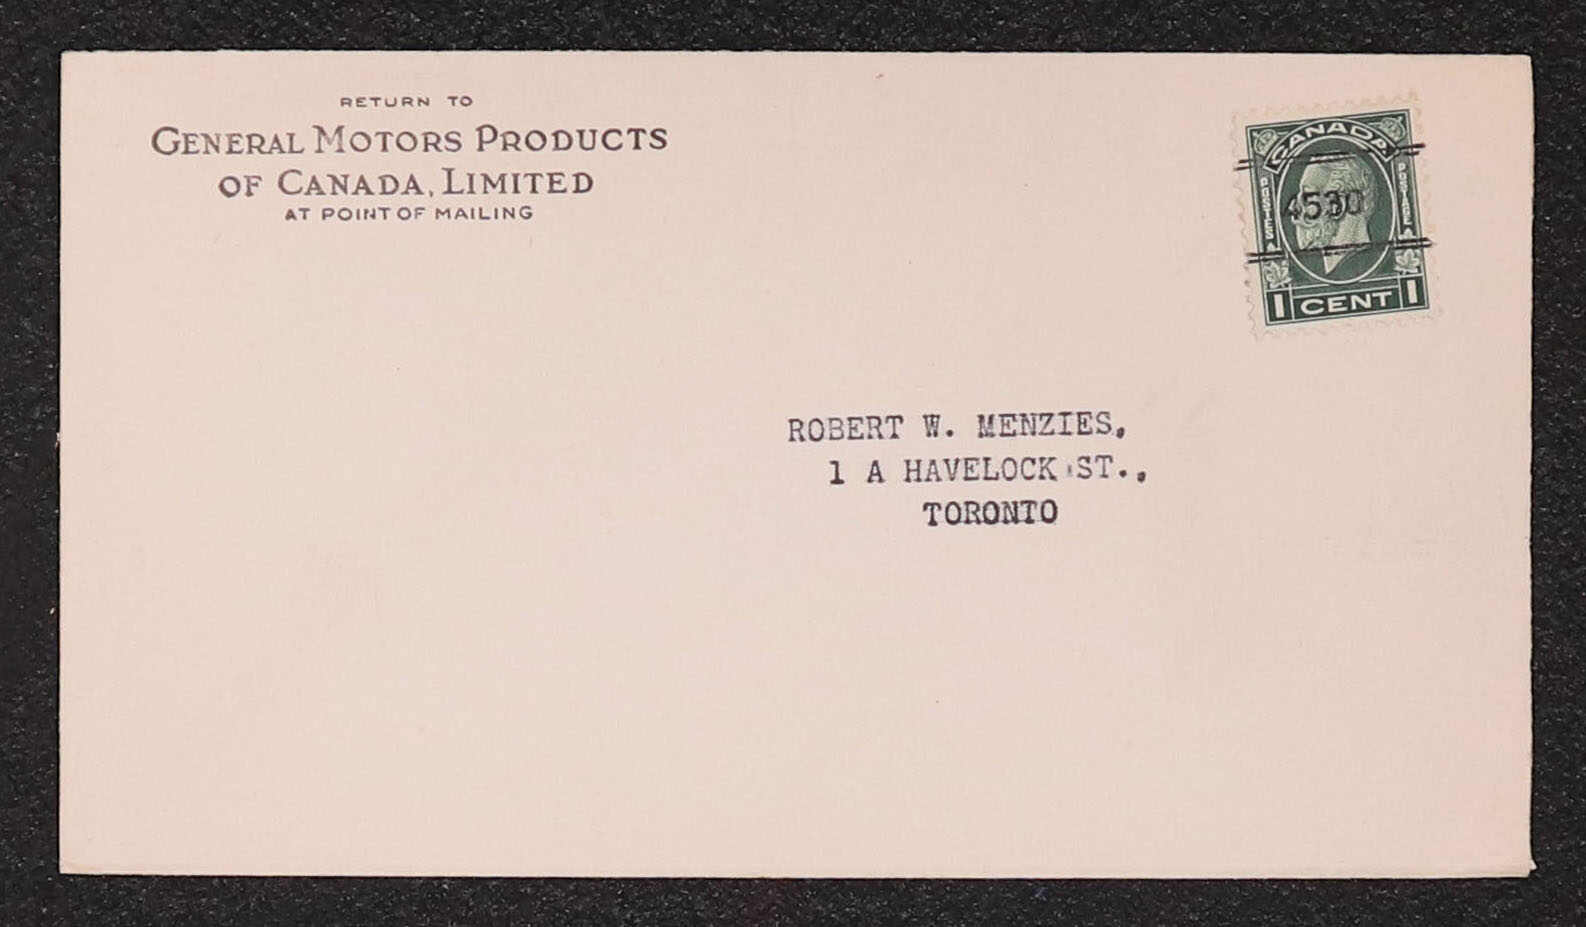 RETURN TO
GENERAL MOTORS PRODUCTS
OF CANADA, LIMITED
AT POINT OF MAILING
CANADA
POSTES
POSTAGE
4530
1 CENT 1
ROBERT W. MENZIES,
1 A HAVELOCK ST.,
TORONTO